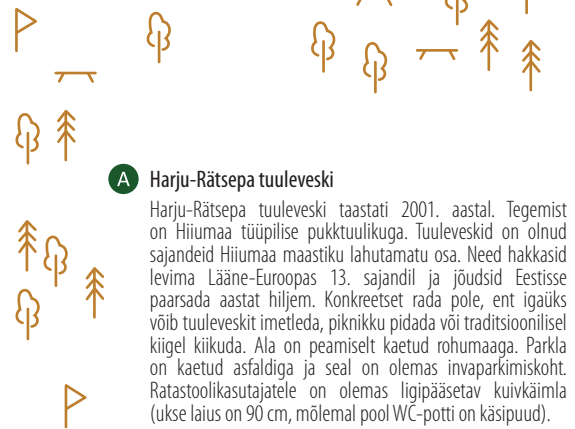 A Harju-Rätsepa tuuleveski
Harju-Rätsepa tuuleveski taastati 2001. aastal. Tegemist
on Hiiumaa tüüpilise pukktuulikuga. Tuuleveskid on olnud
sajandeid Hiiumaa maastiku lahutamatu osa. Need hakkasid
levima Lääne-Euroopas 13. sajandil ja jõudsid Eestisse
paarsada aastat hiljem. Konkreetset rada pole, ent igaüks
võib tuuleveskit imetleda, piknikku pidada või traditsioonilisel
kiigel kiikuda. Ala on peamiselt kaetud rohumaaga. Parkla
on kaetud asfaldiga ja seal on olemas invaparkimiskoht.
Ratastoolikasutajatele on olemas ligipääsetav kuivkäimla
(ukse laius on 90 cm, mõlemal pool WC-potti on käsipuud).